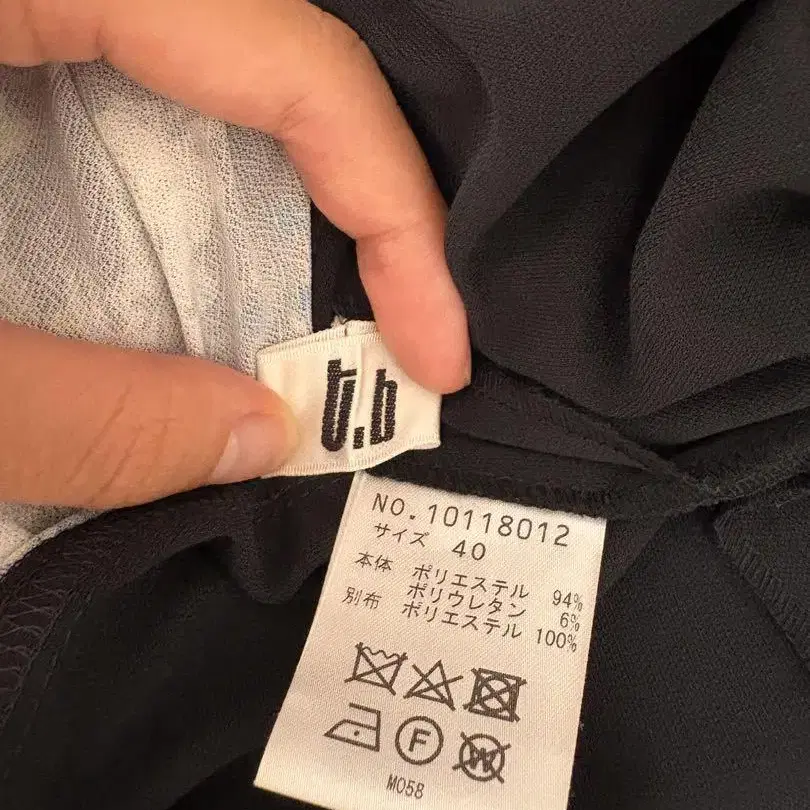 t.b
NO.10118012
サイズ 40
本体 ポリエステル 94%
ポリウレタン 6%
別布 ポリエステル 100%
F
W
M058